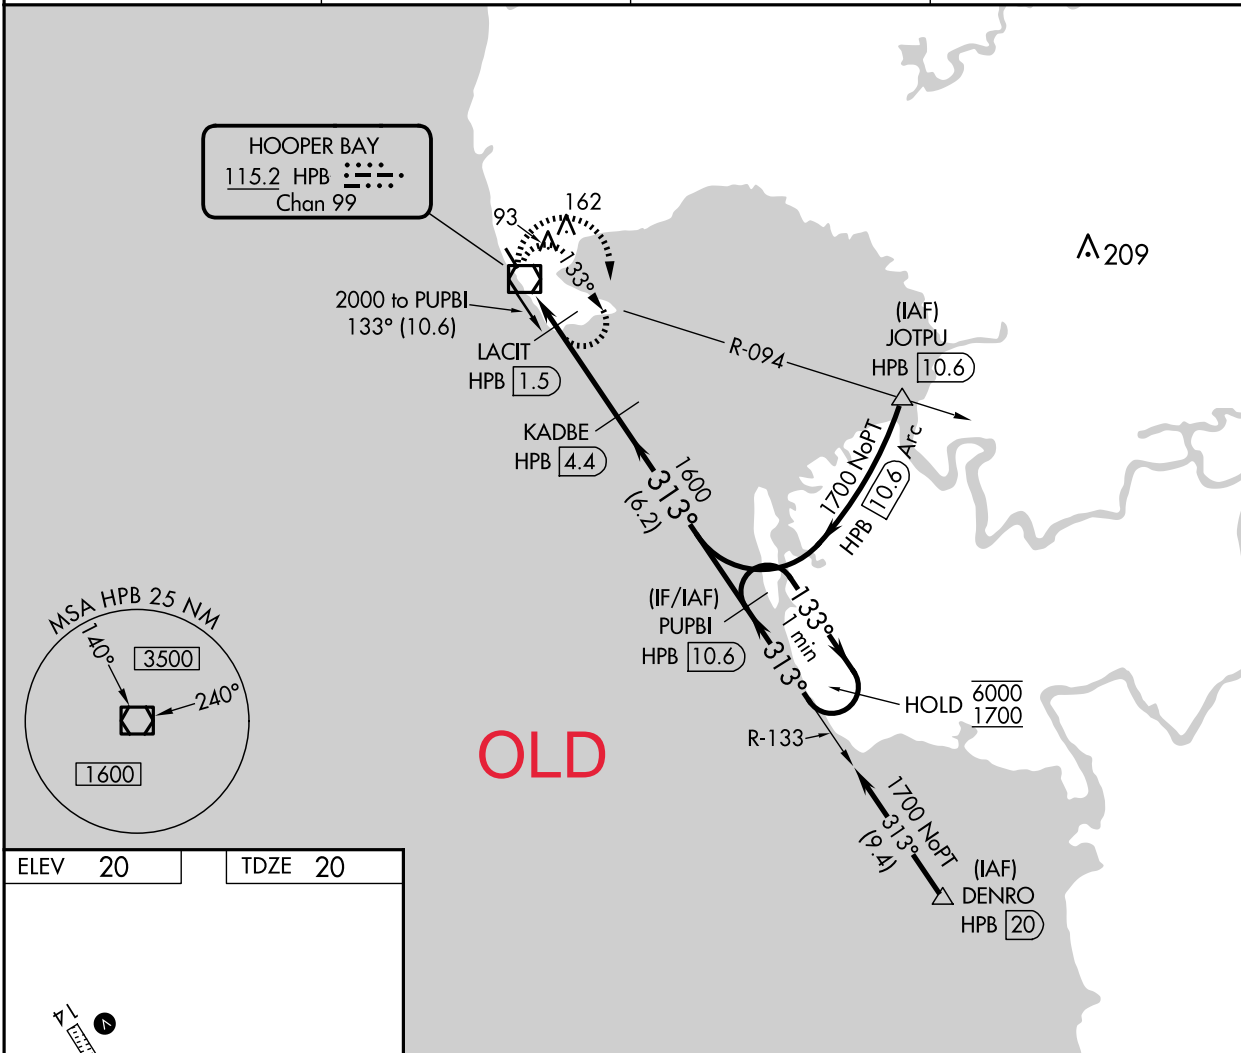 HOOPER BAY
115.2 HPB
Chan 99
93
162
209
133°
2000 to PUPBI
133° (10.6)
LACIT
HPB 1.5
R-094
(IAF)
JOTPU
HPB 10.6
KADBE
HPB 4.4
1700 NoPT
HPB 10.6 Arc
1600
313°
(6.2)
(IF/IAF)
PUPBI
HPB 10.6
133°
1 min
313°
HOLD 6000
1700
R-133
MSA HPB 25 NM
140°
3500
240°
1600
OLD
1700 NoPT
313°
(9.4)
(IAF)
DENRO
HPB 20
ELEV 20
TDZE 20
14
V